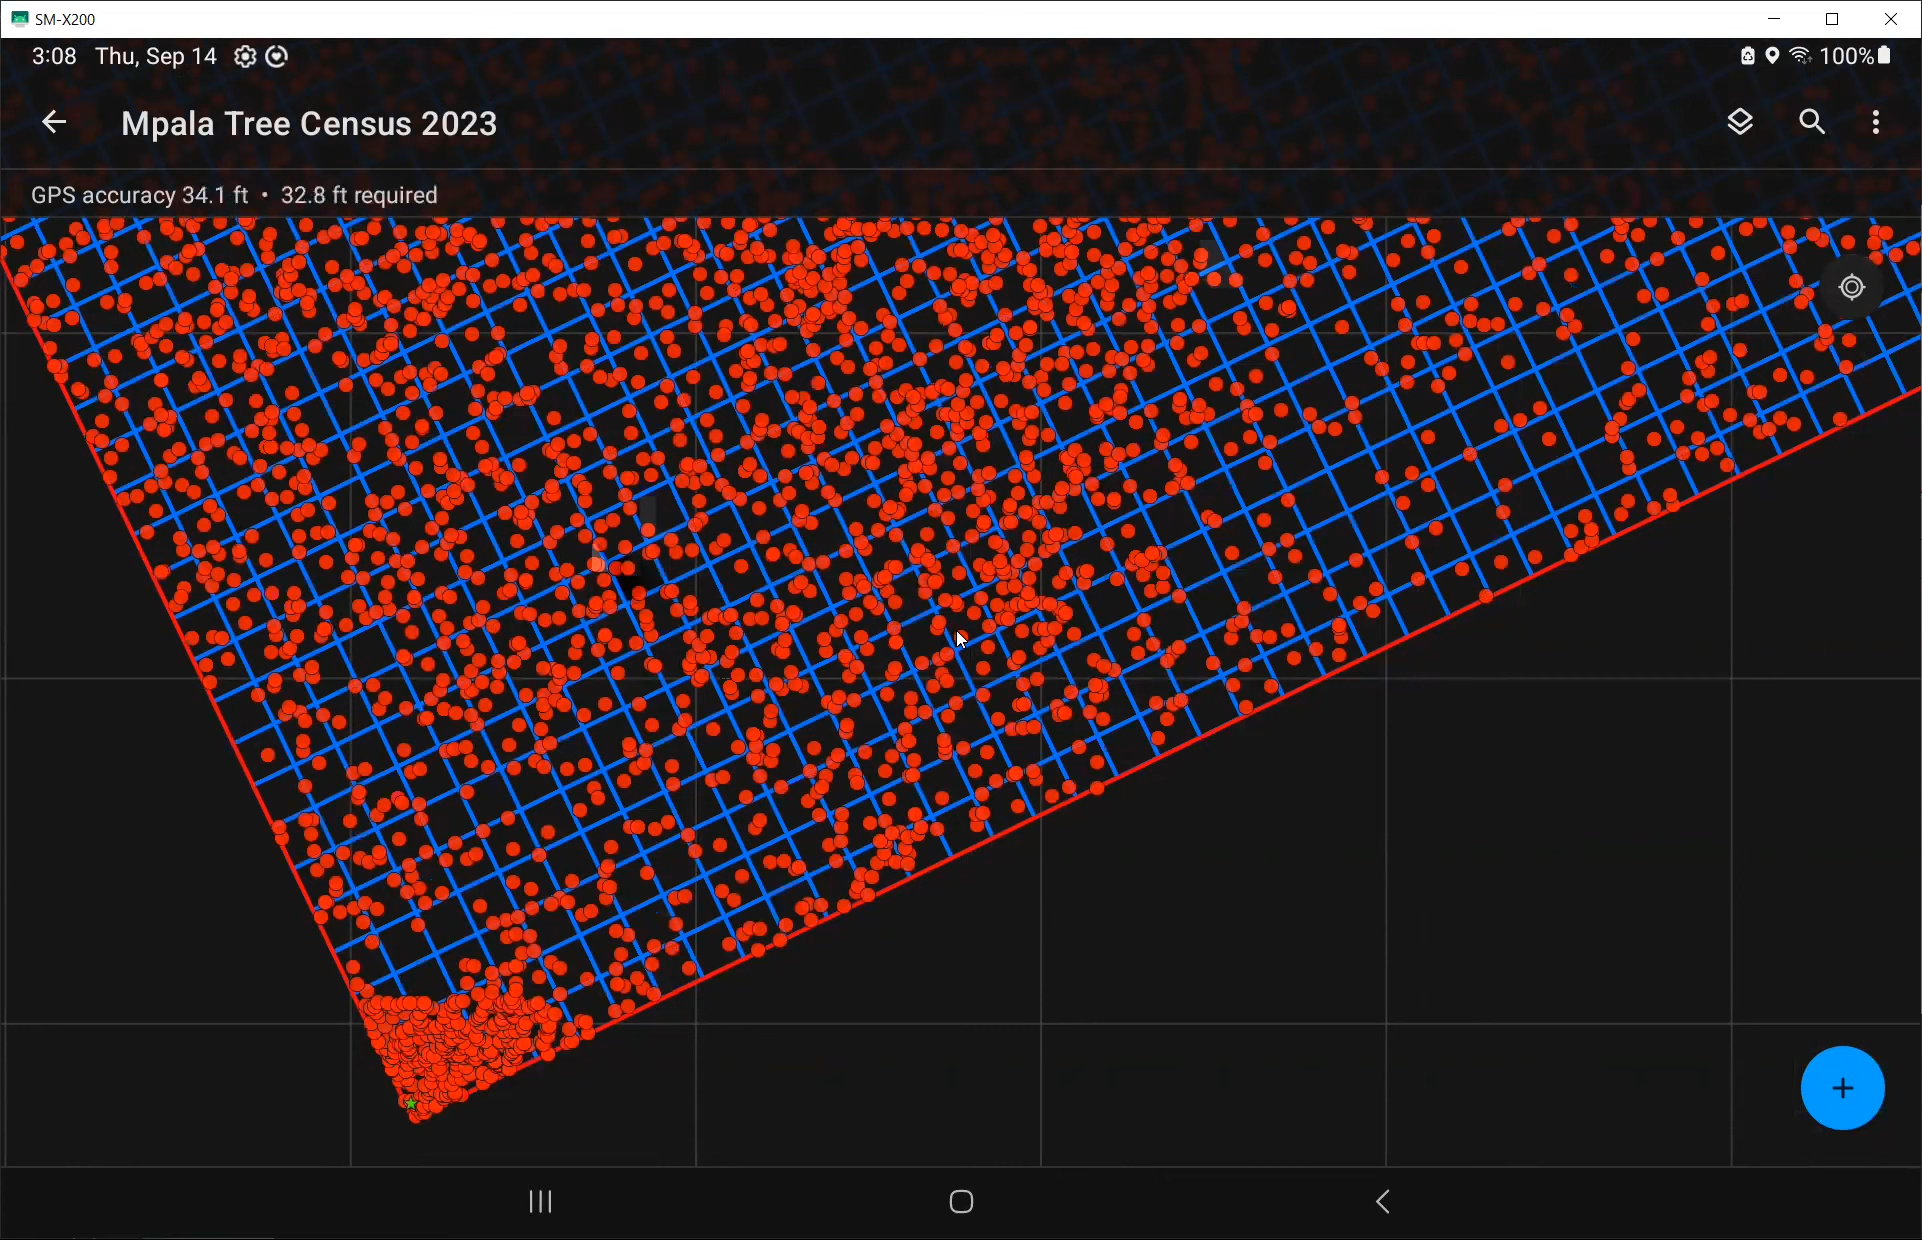 SM-X200
3:08 Thu, Sep 14
100%
Mpala Tree Census 2023
GPS accuracy 34.1 ft • 32.8 ft required